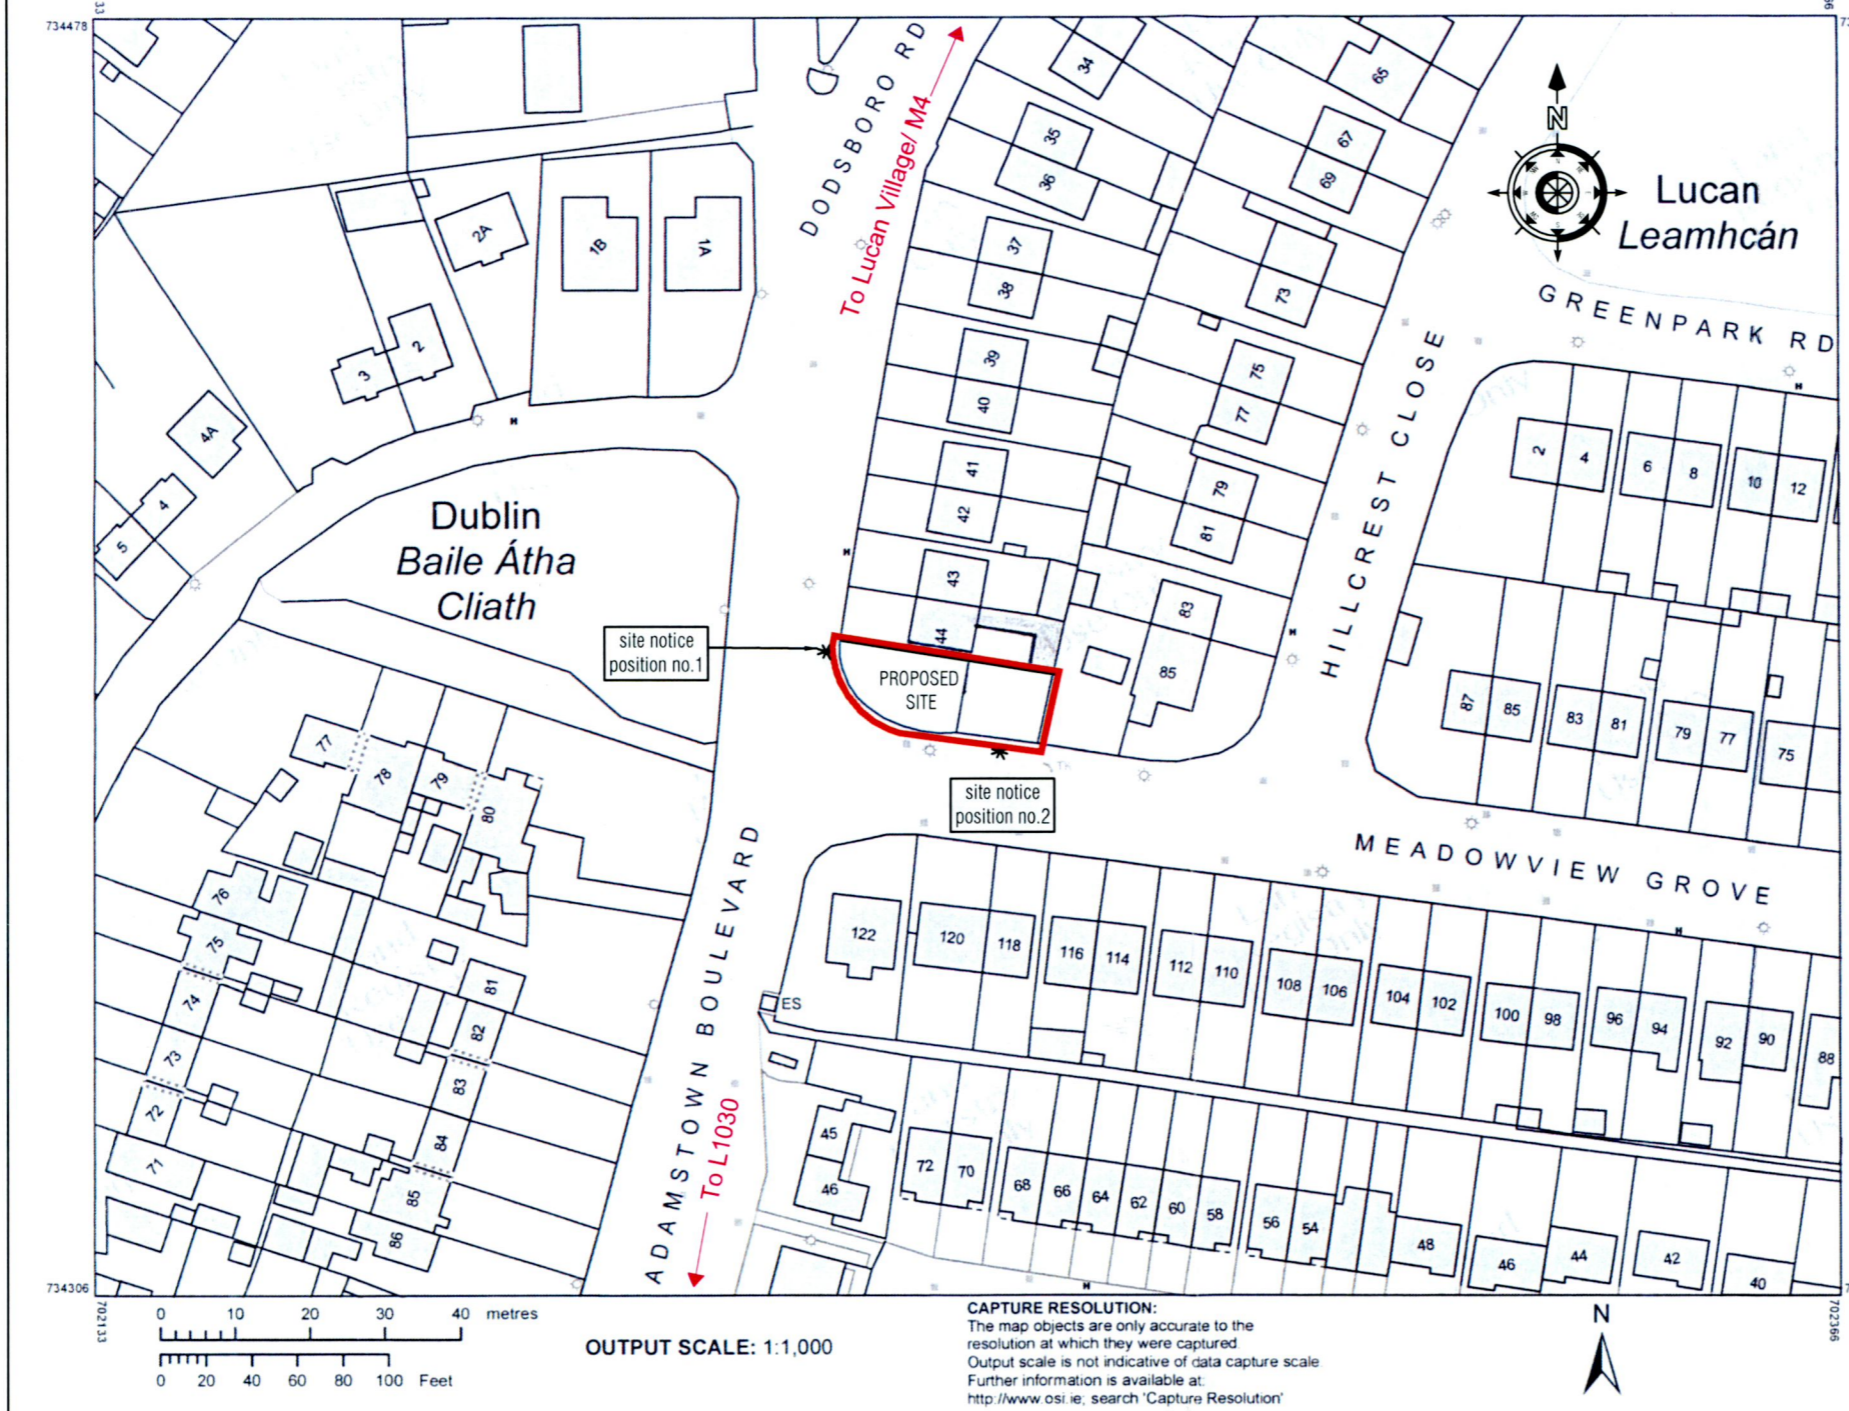 734478
DODSBORO RD
To Lucan Village/ M4
N
Lucan
Leamhcán
GREENPARK RD
HILLCREST CLOSE
34
35
36
37
38
39
40
41
42
43
44
65
67
69
73
75
77
79
81
83
85
2A
1B
1A
2
3
4A
4
5
H
H
H
H
H
2
4
6
8
10
12
87
85
83
81
79
77
75
Dublin
Baile Átha
Cliath
site notice
position no.1
PROPOSED
SITE
site notice
position no.2
MEADOWVIEW GROVE
ADAMSTOWN BOULEVARD
To L1030
77
78
79
80
76
75
74
73
72
71
81
82
83
84
85
86
122
120
118
116
114
112
110
108
106
104
102
100
98
96
94
92
90
88
ES
45
46
72
70
68
66
64
62
60
58
56
54
48
46
44
42
40
H
734306
702133
702366
0 10 20 30 40 metres
0 20 40 60 80 100 Feet
OUTPUT SCALE: 1:1,000
CAPTURE RESOLUTION:
The map objects are only accurate to the
resolution at which they were captured
Output scale is not indicative of data capture scale
Further information is available at:
http://www.osi.ie; search 'Capture Resolution'
N